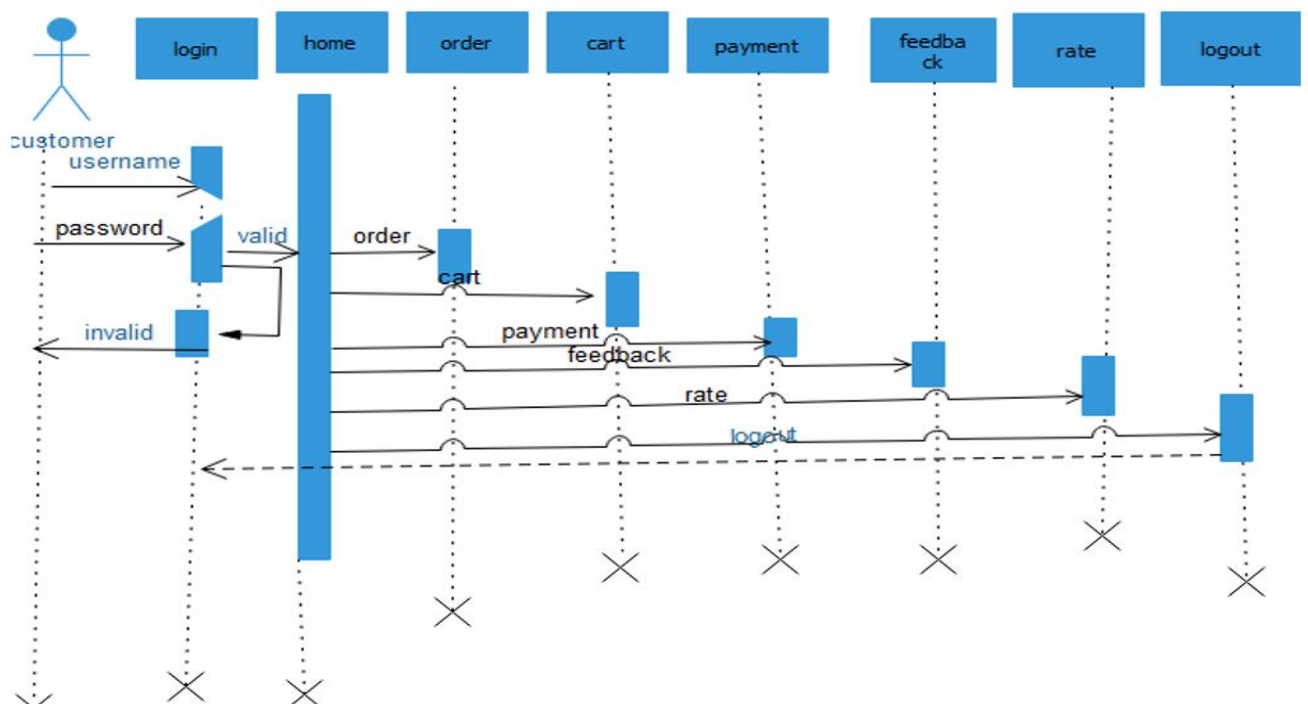 login
home
order
cart
payment
feedba
ck
rate
logout
customer
username
password
valid
order
cart
invalid
payment
feedback
rate
logout